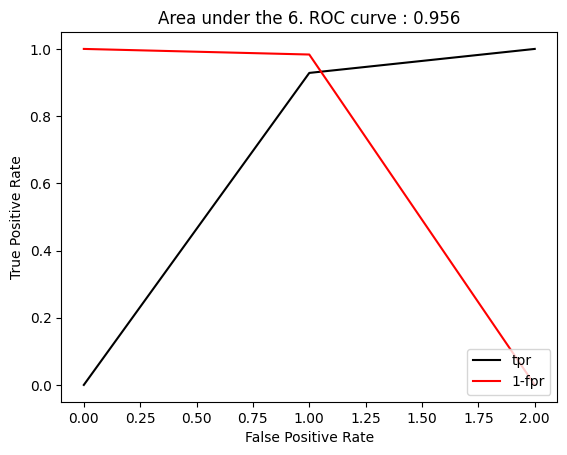 Area under the 6. ROC curve : 0.956
True Positive Rate
1.0
0.8
0.6
0.4
0.2
0.0
tpr
1-fpr
0.00 0.25 0.50 0.75 1.00 1.25 1.50 1.75 2.00
False Positive Rate